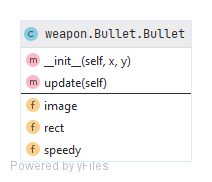 c weapon.Bullet.Bullet
m __init__(self, x, y)
m update(self)
f image
f rect
f speedy
Powered by yFiles